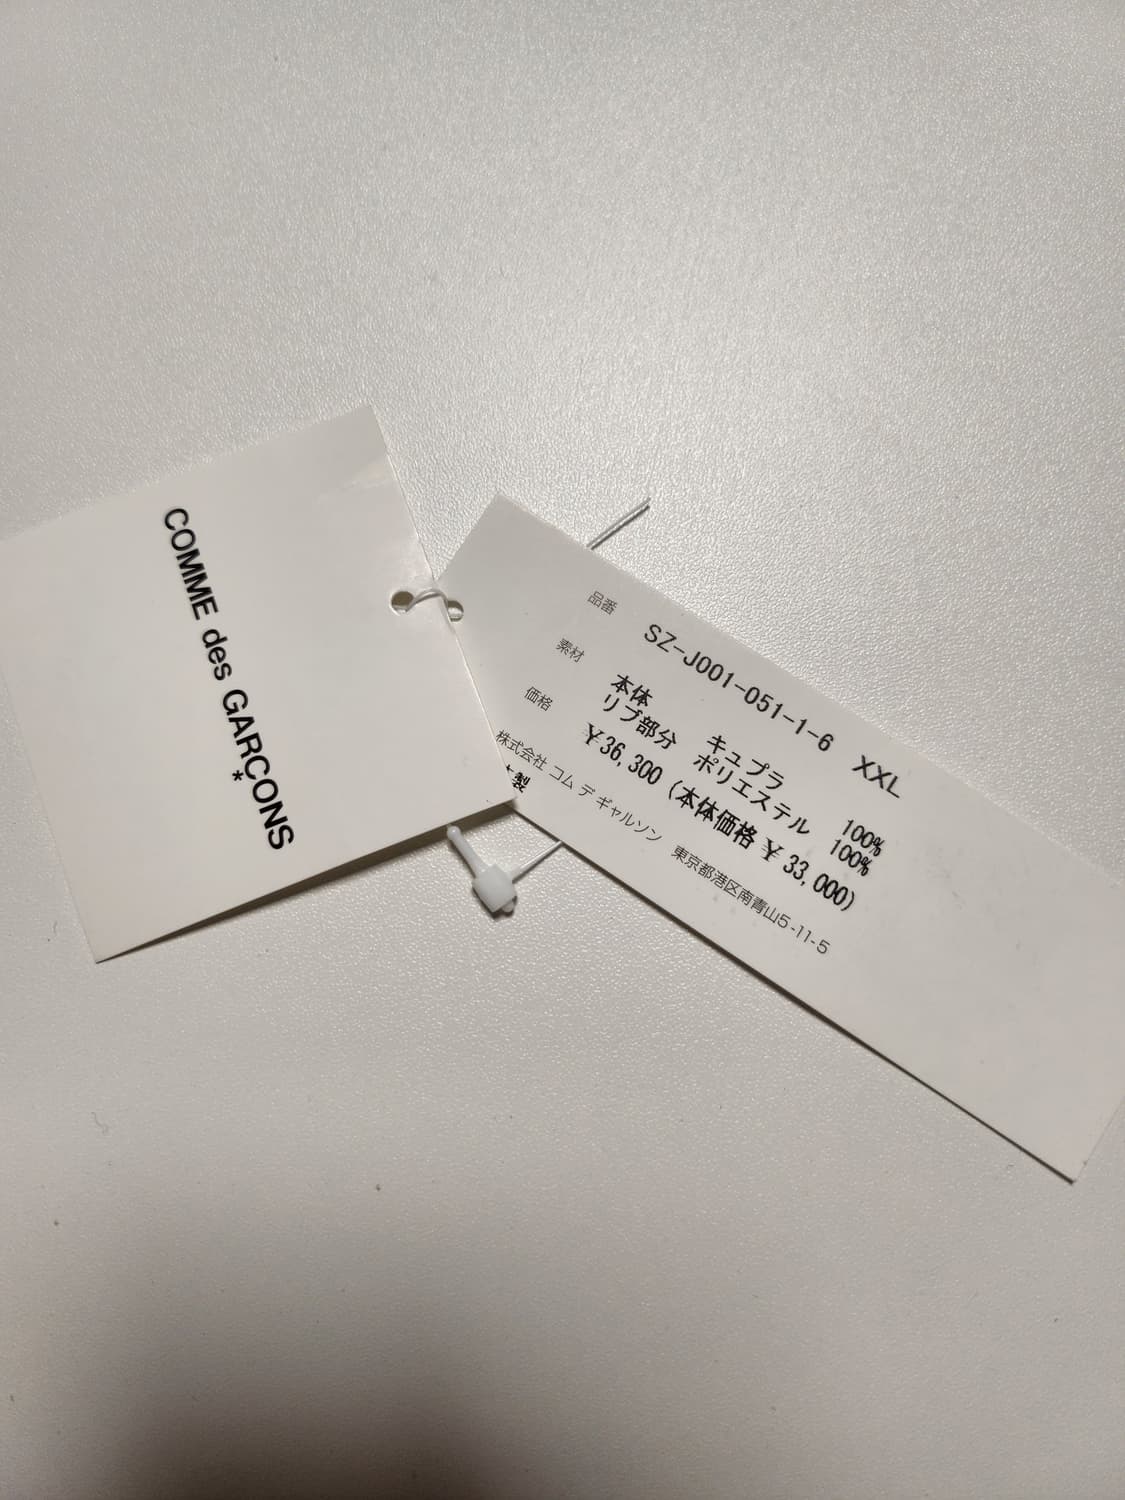 COMME des GARÇONS
品番 SZ-J001-051-1-6 XXL
素材 本体 キュプラ 100%
リブ部分 ポリエステル 100%
価格 ¥36,300 (本体価格 ¥ 33,000)
株式会社 コム デ ギャルソン 東京都港区南青山5-11-5
製